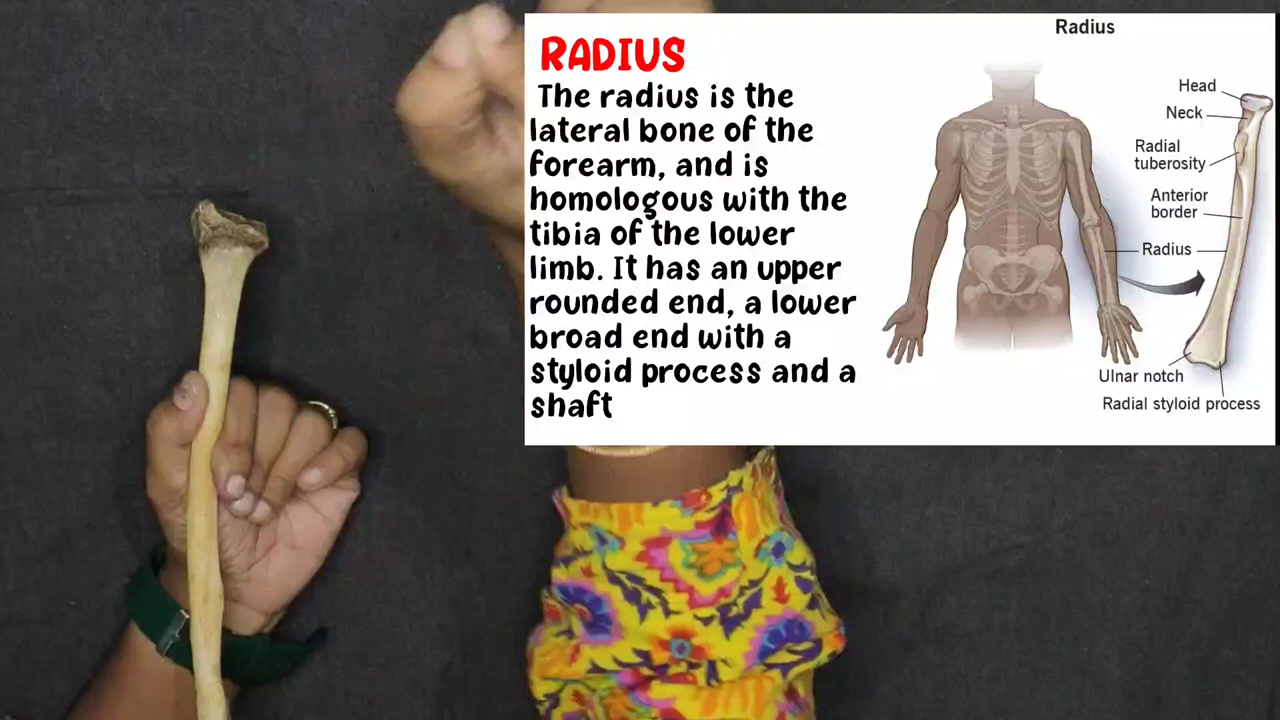 RADIUS
The radius is the
lateral bone of the
forearm, and is
homologous with the
tibia of the lower
limb. It has an upper
rounded end, a lower
broad end with a
styloid process and a
shaft
Radius
Head
Neck
Radial
tuberosity
Anterior
border
Radius
Ulnar notch
Radial styloid process